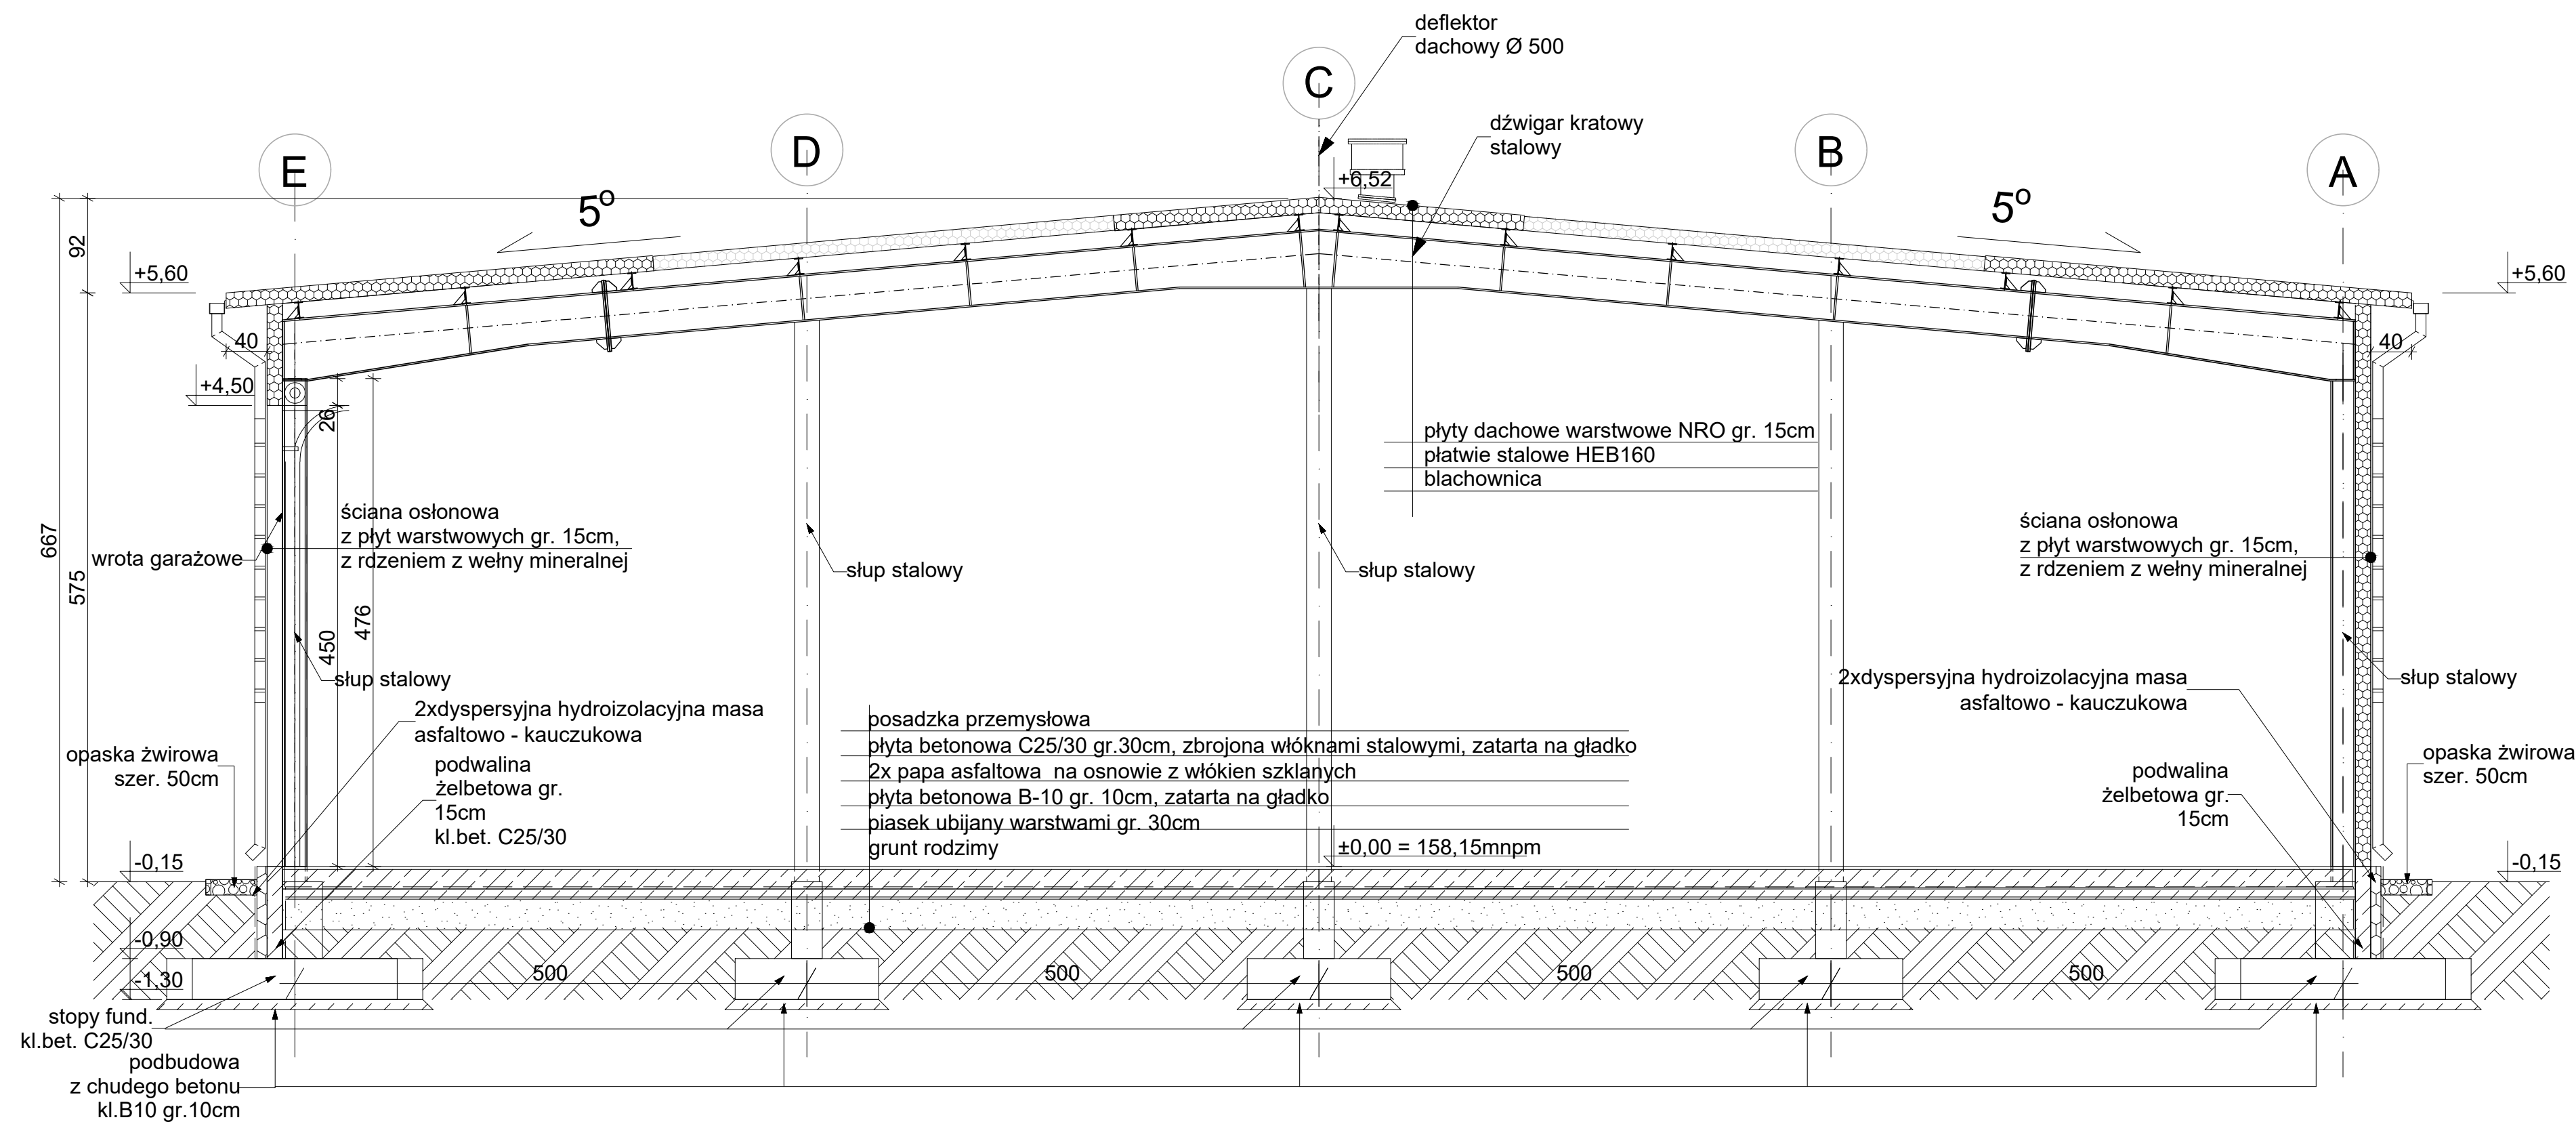 deflektor
dachowy Ø 500
C
dźwigar kratowy
stalowy
D
B
E
A
+6,52
5º
5º
92
+5,60
+5,60
40
40
+4,50
26
płyty dachowe warstwowe NRO gr. 15cm
płatwie stalowe HEB160
blachownica
667
575
ściana osłonowa
z płyt warstwowych gr. 15cm,
z rdzeniem z wełny mineralnej
wrota garażowe
słup stalowy
słup stalowy
ściana osłonowa
z płyt warstwowych gr. 15cm,
z rdzeniem z wełny mineralnej
450
476
słup stalowy
słup stalowy
2xdyspersyjna hydroizolacyjna masa
asfaltowo - kauczukowa
2xdyspersyjna hydroizolacyjna masa
asfaltowo - kauczukowa
opaska żwirowa
szer. 50cm
podwalina
żelbetowa gr.
15cm
kl.bet. C25/30
posadzka przemysłowa
płyta betonowa C25/30 gr.30cm, zbrojona włóknami stalowymi, zatarta na gładko
2x papa asfaltowa na osnowie z włókien szklanych
płyta betonowa B-10 gr. 10cm, zatarta na gładko
piasek ubijany warstwami gr. 30cm
grunt rodzimy
±0,00 = 158,15mnpm
podwalina
żelbetowa gr.
15cm
opaska żwirowa
szer. 50cm
-0,15
-0,15
-0,90
-1,30
500
500
500
500
stopy fund.
kl.bet. C25/30
podbudowa
z chudego betonu
kl.B10 gr.10cm